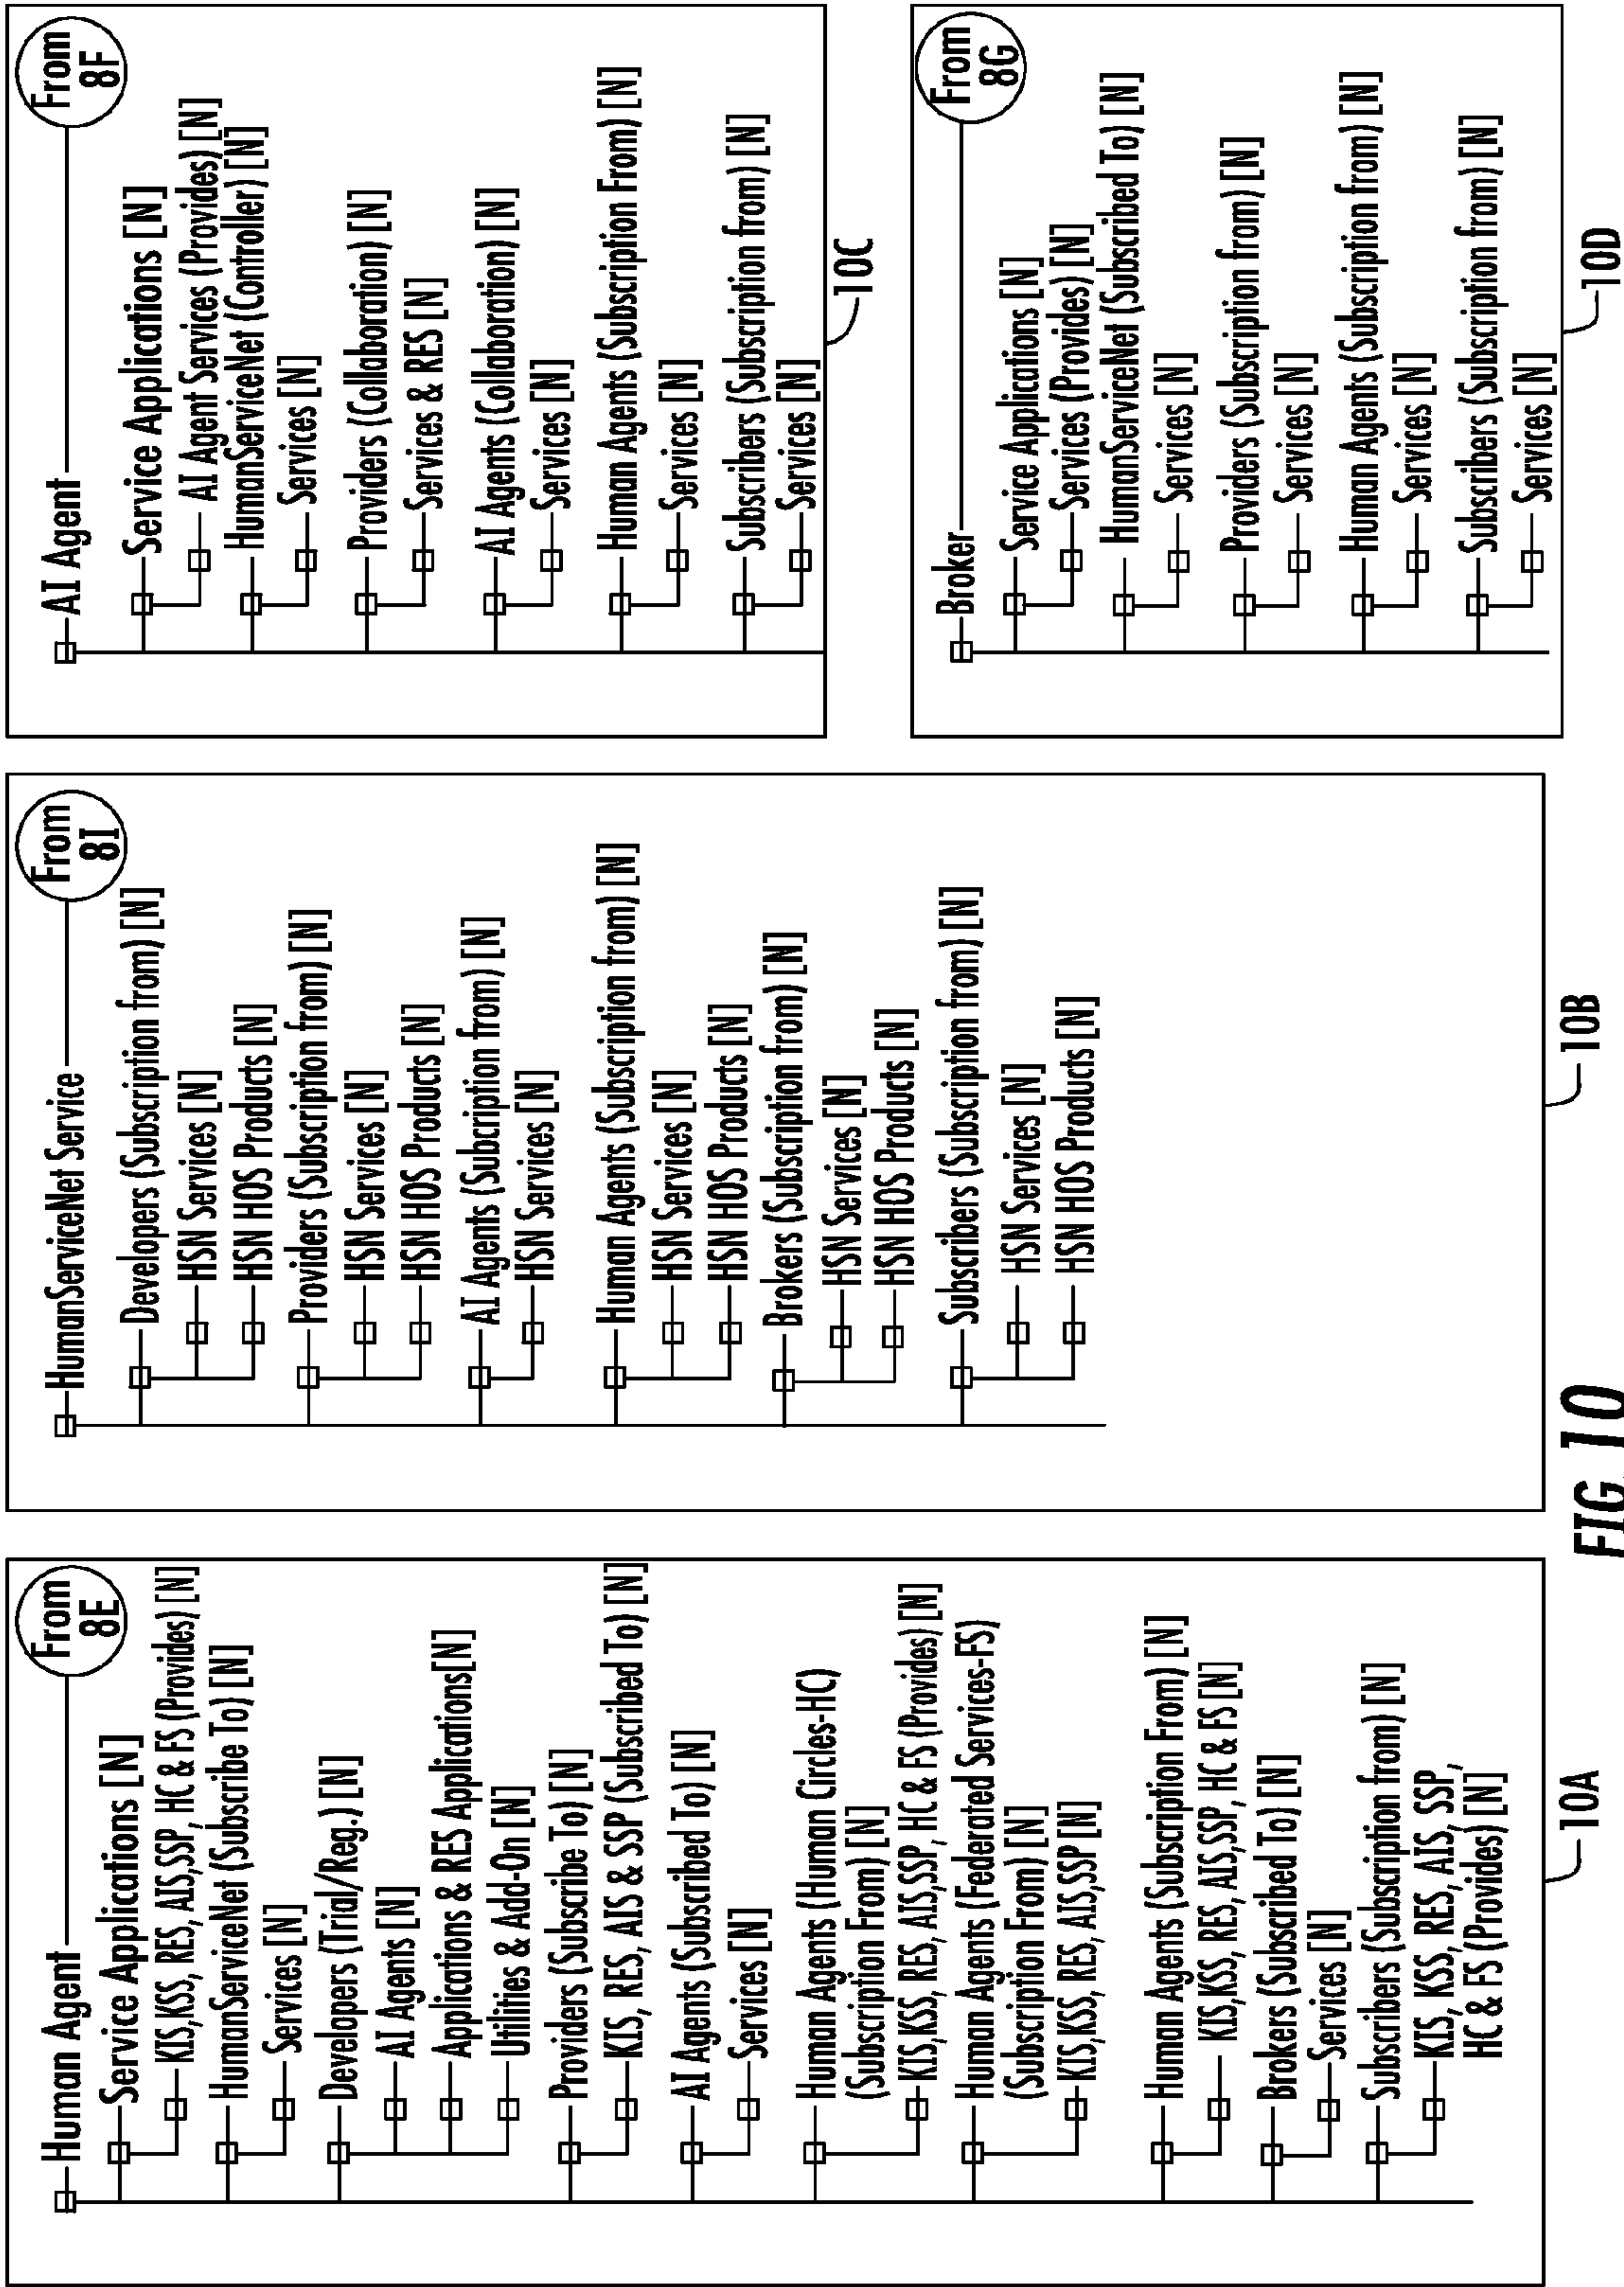 From
8E
Human Agent
Service Applications [N]
KIS,KSS, RES, AIS,SSP, HC & FS (Provides) [N]
HumanServiceNet (Subscribe To) [N]
Services [N]
Developers (Trial/Reg.) [N]
AI Agents [N]
Applications & RES Applications[N]
Utilities & Add-On [N]
Providers (Subscribe To) [N]
KIS, RES, AIS & SSP (Subscribed To) [N]
AI Agents (Subscribed To) [N]
Services [N]
Human Agents (Human Circles-HC)
(Subscription From) [N]
KIS,KSS, RES, AIS,SSP, HC & FS (Provides) [N]
Human Agents (Federated Services-FS)
(Subscription From) [N]
KIS,KSS, RES, AIS,SSP [N]
Human Agents (Subscription From) [N]
KIS,KSS, RES, AIS,SSP, HC & FS [N]
Brokers (Subscribed To) [N]
Services [N]
Subscribers (Subscription from) [N]
KIS, KSS, RES, AIS, SSP,
HC & FS (Provides) [N]
10A
From
8I
HumanServiceNet Service
Developers (Subscription from) [N]
HSN Services [N]
HSN HOS Products [N]
Providers (Subscription from) [N]
HSN Services [N]
HSN HOS Products [N]
AI Agents (Subcription from) [N]
HSN Services [N]
Human Agents (Subscription from) [N]
HSN Services [N]
HSN HOS Products [N]
Brokers (Subscription from) [N]
HSN Services [N]
HSN HOS Products [N]
Subscribers (Subscription from) [N]
HSN Services [N]
HSN HOS Products [N]
10B
From
8F
AI Agent
Service Applications [N]
AI Agent Services (Provides) [N]
HumanServiceNet (Controller) [N]
Services [N]
Providers (Collaboration) [N]
Services & RES [N]
AI Agents (Collaboration) [N]
Services [N]
Human Agents (Subscription From) [N]
Services [N]
Subscribers (Subscription from) [N]
Services [N]
10C
From
8G
Broker
Service Applications [N]
Services (Provides) [N]
HumanServiceNet (Subscribed To) [N]
Services [N]
Providers (Subscription from) [N]
Services [N]
Human Agents (Subscription from) [N]
Services [N]
Subscribers (Subscription from) [N]
Services [N]
10D
FIG. 10